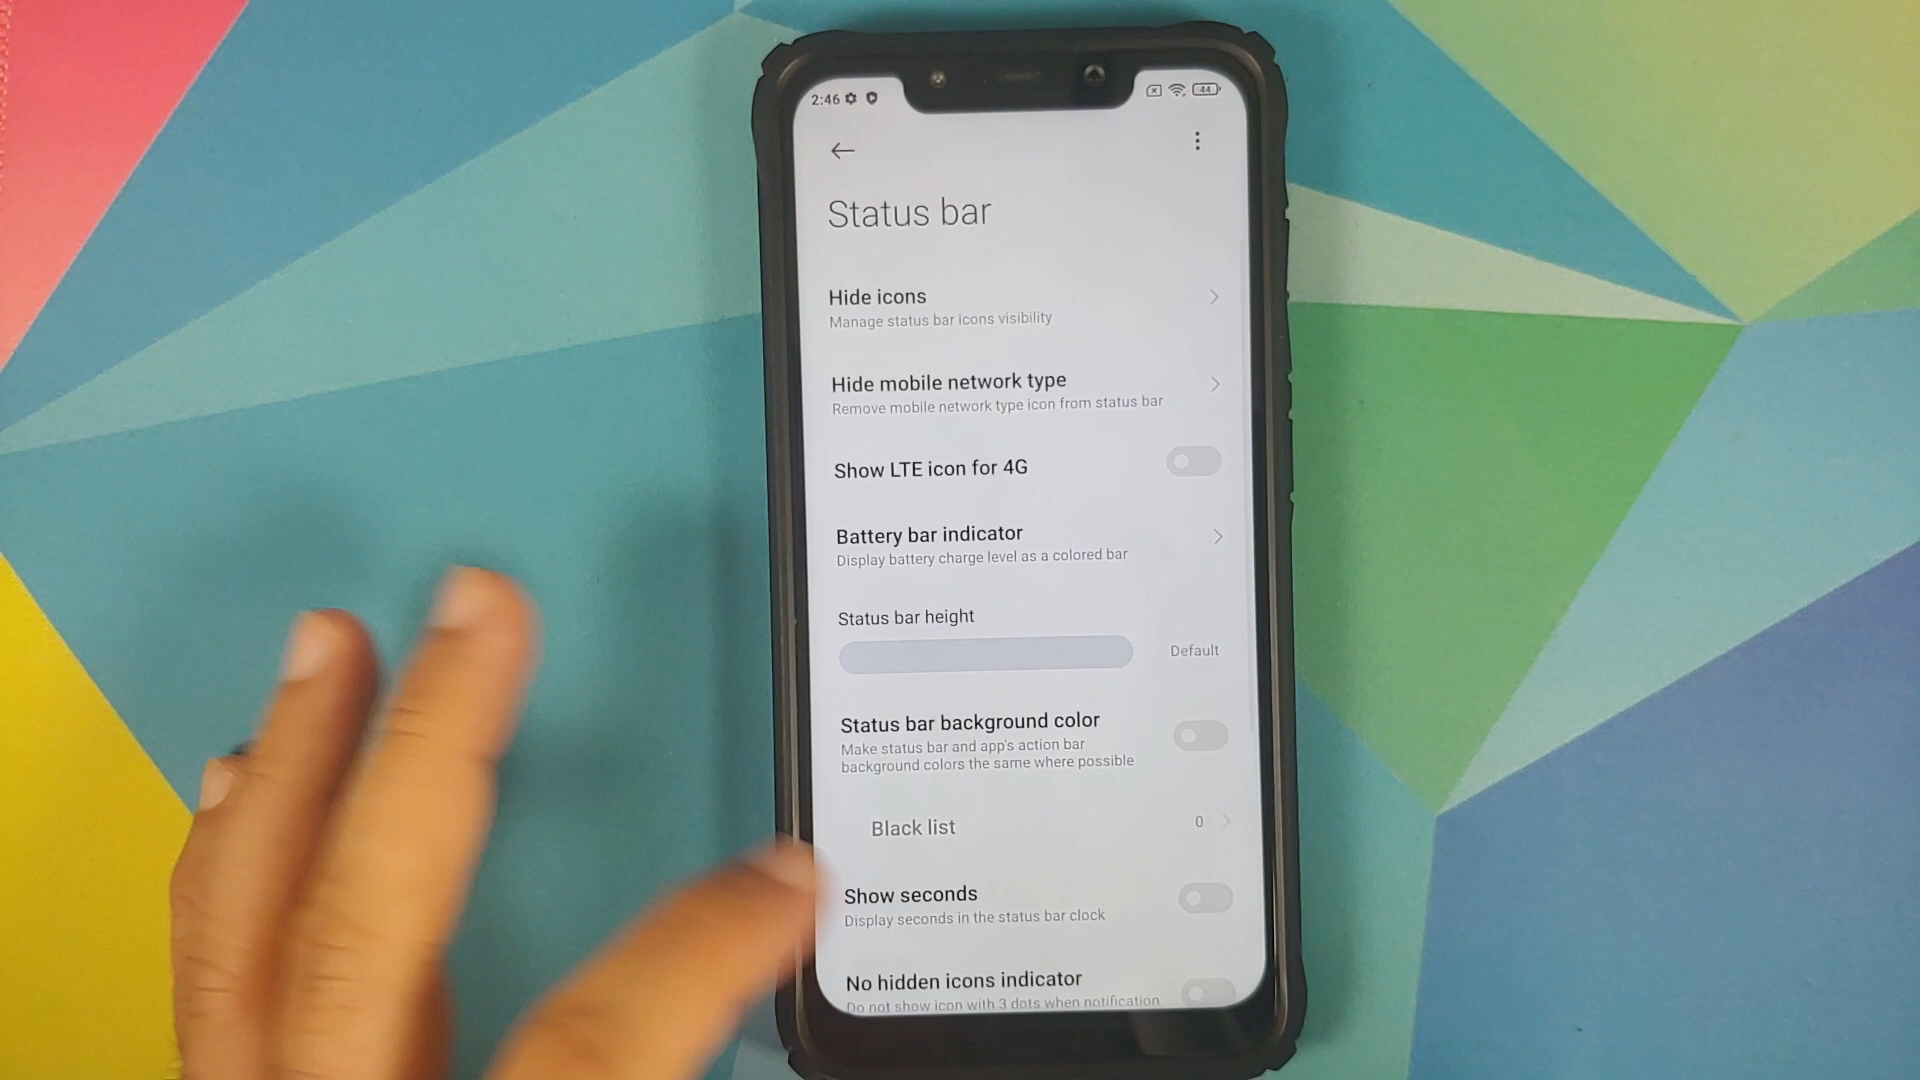 2:46
44
Status bar
Hide icons
Manage status bar icons visibility
Hide mobile network type
Remove mobile network type icon from status bar
Show LTE icon for 4G
Battery bar indicator
Display battery charge level as a colored bar
Status bar height
Default
Status bar background color
Make status bar and app's action bar
background colors the same where possible
Black list 0
Show seconds
Display seconds in the status bar clock
No hidden icons indicator
Do not show icon with 3 dots when notification